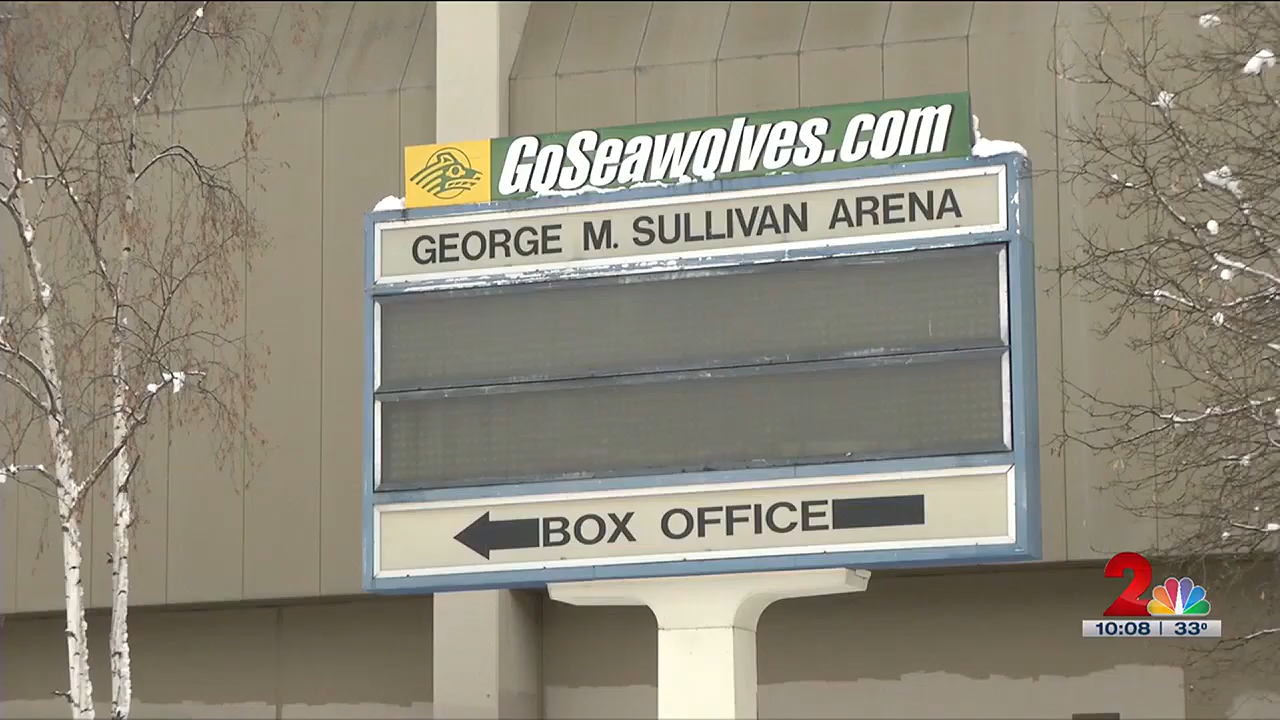 GoSeawolves.com
GEORGE M. SULLIVAN ARENA
BOX OFFICE
2
10:08 | 33°